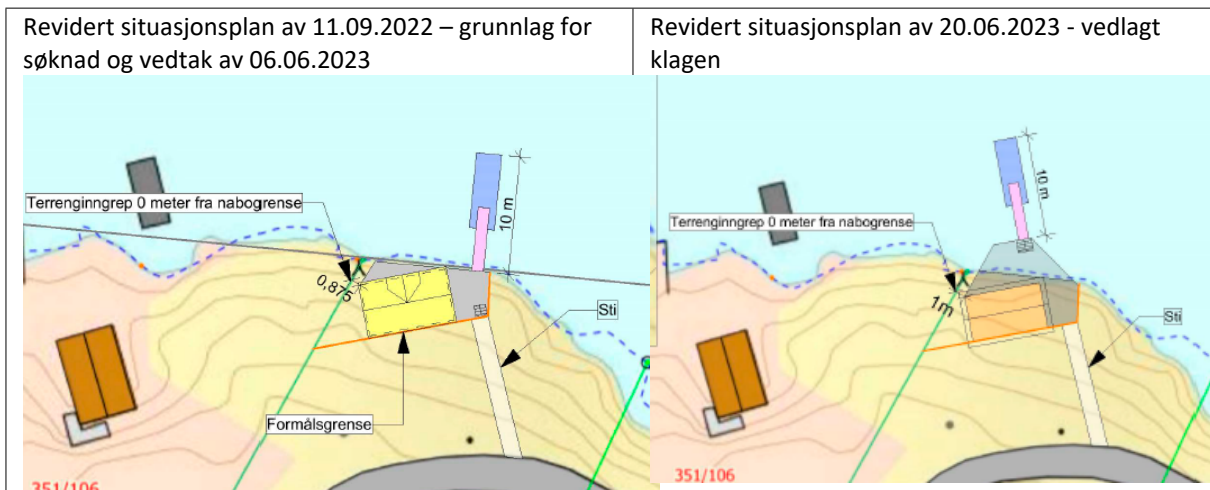 Revidert situasjonsplan av 11.09.2022 – grunnlag for
søknad og vedtak av 06.06.2023
Terrenginngrep 0 meter fra nabogrense
10 m
0,875
Sti
Formålsgrense
351/106
Revidert situasjonsplan av 20.06.2023 - vedlagt
klagen
10 m
Terrenginngrep 0 meter fra nabogrense
1m
Sti
351/106